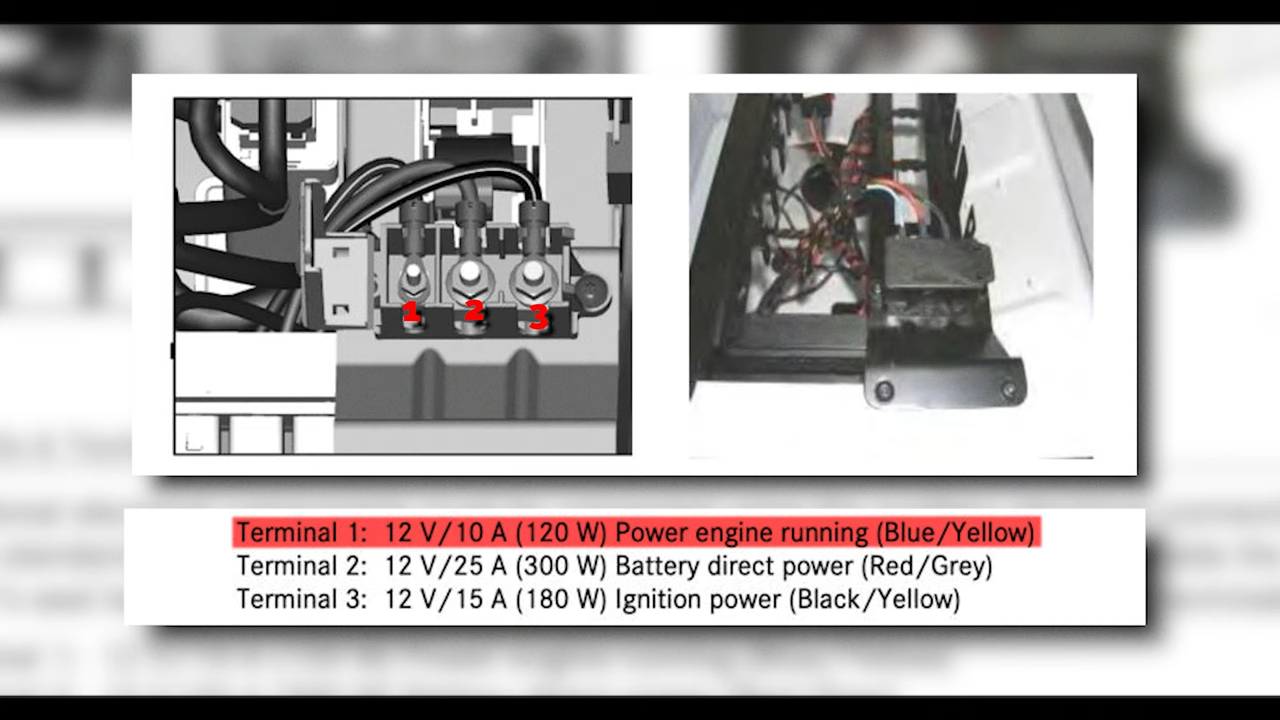 1 2 3
Terminal 1: 12 V/10 A (120 W) Power engine running (Blue/Yellow)
Terminal 2: 12 V/25 A (300 W) Battery direct power (Red/Grey)
Terminal 3: 12 V/15 A (180 W) Ignition power (Black/Yellow)